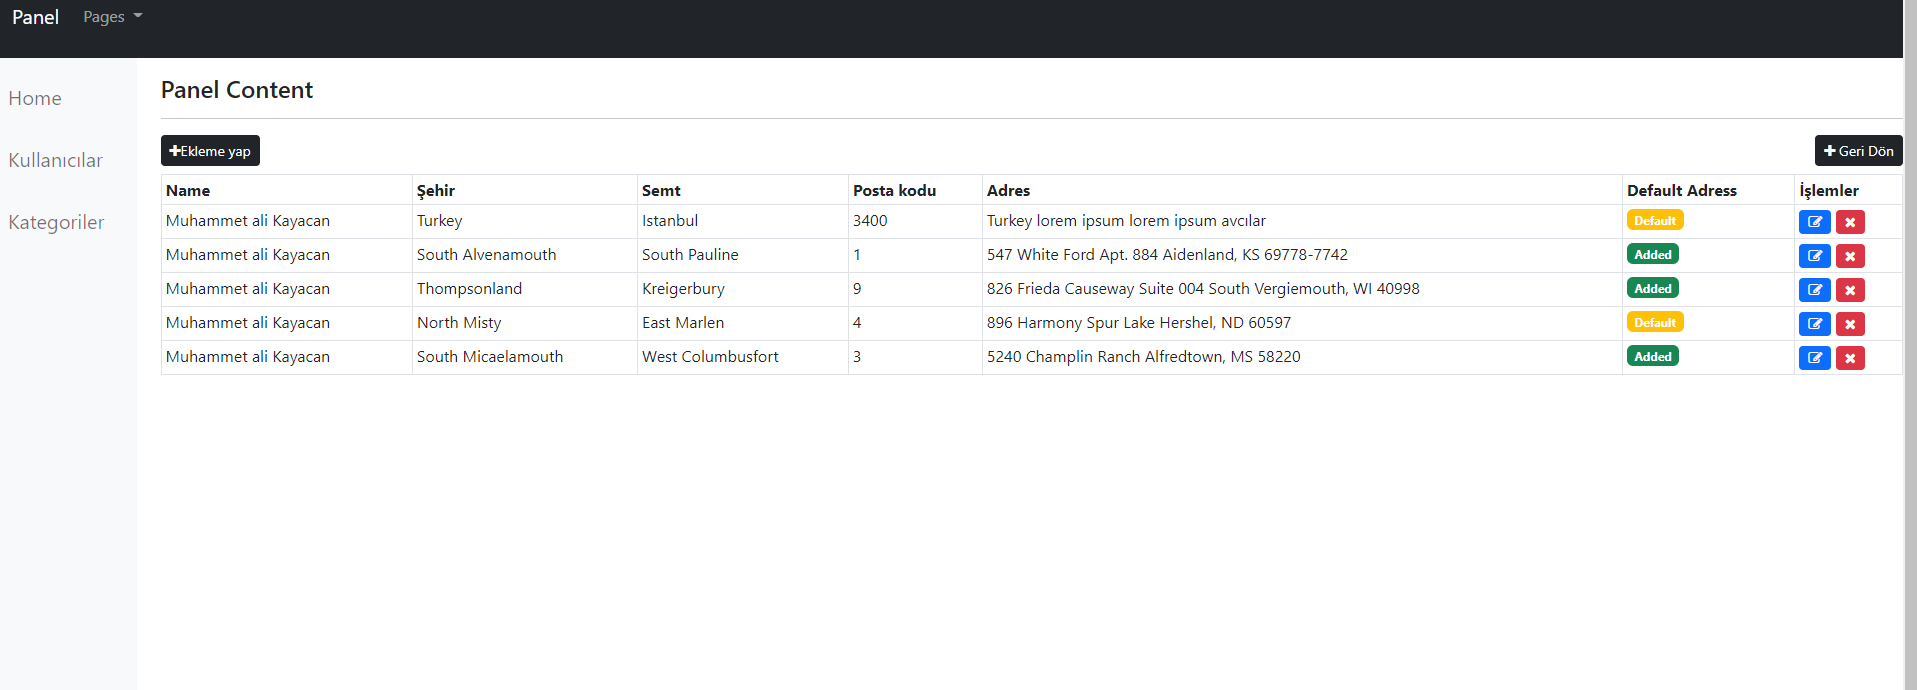 Panel Pages
Home
Kullanıcılar
Kategoriler
Panel Content
Ekleme yap
Geri Dön
Name Şehir Semt Posta kodu Adres Default Adress İşlemler
Muhammet ali Kayacan Turkey Istanbul 3400 Turkey lorem ipsum lorem ipsum avcılar Default
Muhammet ali Kayacan South Alvenamouth South Pauline 1 547 White Ford Apt. 884 Aidenland, KS 69778-7742 Added
Muhammet ali Kayacan Thompsonland Kreigerbury 9 826 Frieda Causeway Suite 004 South Vergiemouth, WI 40998 Added
Muhammet ali Kayacan North Misty East Marlen 4 896 Harmony Spur Lake Hershel, ND 60597 Default
Muhammet ali Kayacan South Micaelamouth West Columbusfort 3 5240 Champlin Ranch Alfredtown, MS 58220 Added